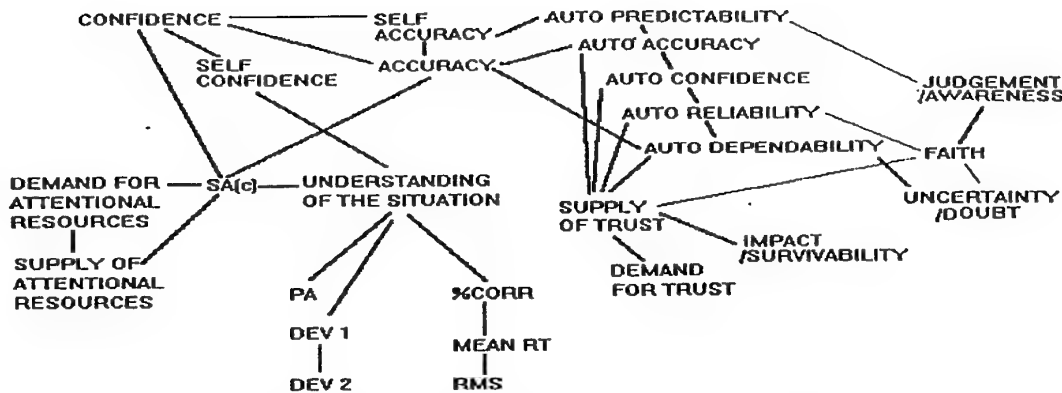 CONFIDENCE
SELF
ACCURACY
AUTO PREDICTABILITY
AUTO ACCURACY
SELF
CONFIDENCE
ACCURACY
AUTO CONFIDENCE
JUDGEMENT
/AWARENESS
AUTO RELIABILITY
AUTO DEPENDABILITY
FAITH
DEMAND FOR
ATTENTIONAL
RESOURCES
SA(c)
UNDERSTANDING
OF THE SITUATION
SUPPLY
OF TRUST
UNCERTAINTY
/DOUBT
IMPACT
/SURVIVABILITY
SUPPLY OF
ATTENTIONAL
RESOURCES
DEMAND
FOR TRUST
PA
%CORR
DEV 1
MEAN RT
DEV 2
RMS